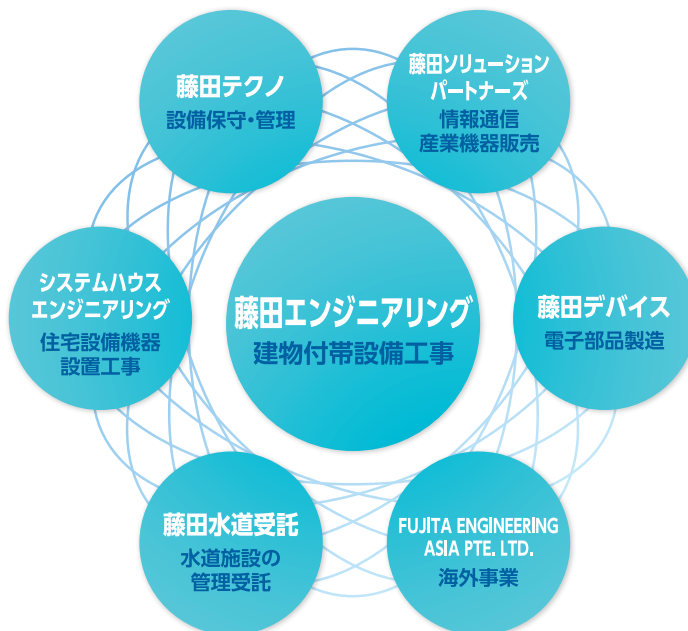 藤田テクノ
設備保守・管理
藤田ソリューション
パートナーズ
情報通信
産業機器販売
システムハウス
エンジニアリング
住宅設備機器
設置工事
藤田エンジニアリング
建物付帯設備工事
藤田デバイス
電子部品製造
藤田水道受託
水道施設の
管理受託
FUJITA ENGINEERING
ASIA PTE. LTD.
海外事業